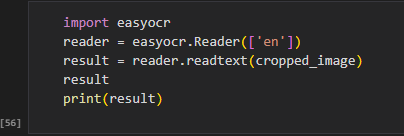 import easyocr
reader = easyocr.Reader(['en'])
result = reader.readtext(cropped_image)
result
print(result)
[56]